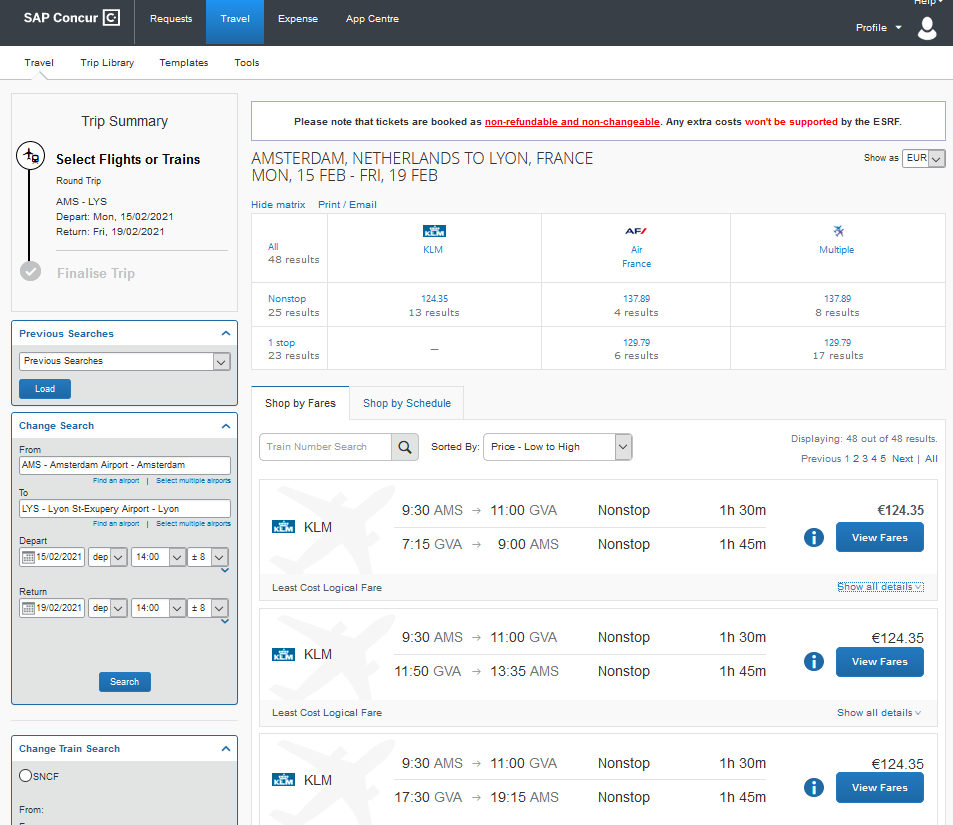 Help
SAP Concur C
Requests
Travel
Expense
App Centre
Profile
Travel
Trip Library
Templates
Tools
Trip Summary
Select Flights or Trains
Round Trip
AMS - LYS
Depart: Mon, 15/02/2021
Return: Fri, 19/02/2021
Finalise Trip
Previous Searches
Previous Searches
Load
Change Search
From
AMS - Amsterdam Airport - Amsterdam
Find an airport | Select multiple airports
To
LYS - Lyon St-Exupery Airport - Lyon
Find an airport | Select multiple airports
Depart
15/02/2021 dep 14:00 ± 8
Return
19/02/2021 dep 14:00 ± 8
Search
Change Train Search
SNCF
From:
Please note that tickets are booked as non-refundable and non-changeable. Any extra costs won't be supported by the ESRF.
AMSTERDAM, NETHERLANDS TO LYON, FRANCE
MON, 15 FEB - FRI, 19 FEB
Show as EUR
Hide matrix Print / Email
All
48 results
KLM
KLM
AF
Air
France
Multiple
Nonstop
25 results
124.35
13 results
137.89
4 results
137.89
8 results
1 stop
23 results
—
129.79
6 results
129.79
17 results
Shop by Fares
Shop by Schedule
Train Number Search
Sorted By: Price - Low to High
Displaying: 48 out of 48 results.
Previous 1 2 3 4 5 Next | All
KLM KLM
9:30 AMS → 11:00 GVA Nonstop 1h 30m
7:15 GVA → 9:00 AMS Nonstop 1h 45m
€124.35
i View Fares
Least Cost Logical Fare
Show all details
KLM KLM
9:30 AMS → 11:00 GVA Nonstop 1h 30m
11:50 GVA → 13:35 AMS Nonstop 1h 45m
€124.35
i View Fares
Least Cost Logical Fare
Show all details
KLM KLM
9:30 AMS → 11:00 GVA Nonstop 1h 30m
17:30 GVA → 19:15 AMS Nonstop 1h 45m
€124.35
i View Fares